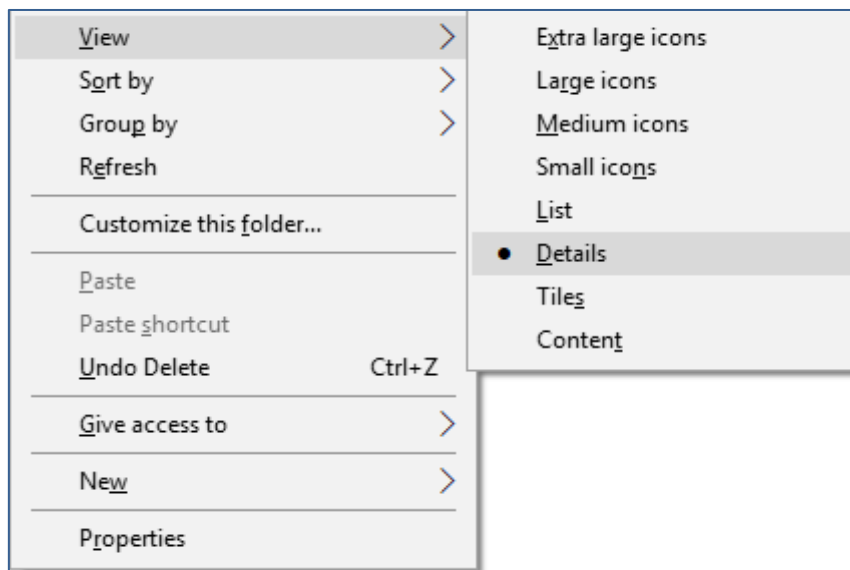 View
Sort by
Group by
Refresh
Customize this folder...
Paste
Paste shortcut
Undo Delete Ctrl+Z
Give access to
New
Properties
Extra large icons
Large icons
Medium icons
Small icons
List
Details
Tiles
Content